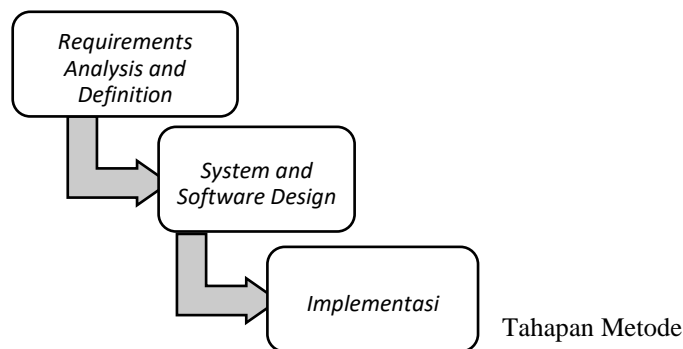 Requirements
Analysis and
Definition
System and
Software Design
Implementasi
Tahapan Metode